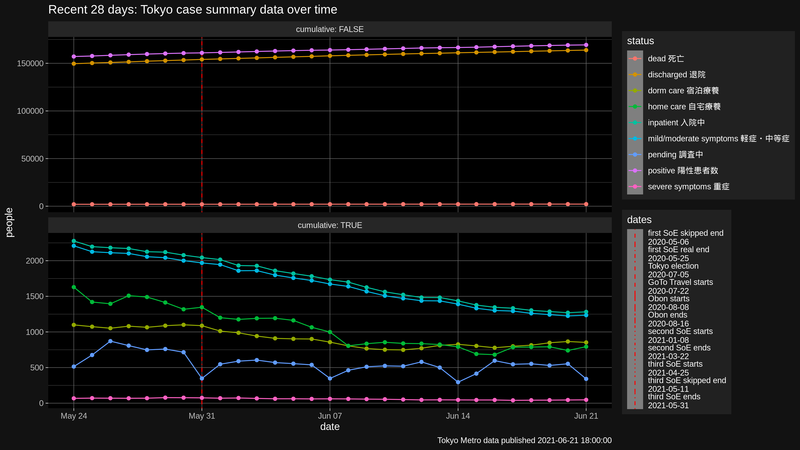 Recent 28 days: Tokyo case summary data over time
cumulative: FALSE
150000
100000
50000
0
cumulative: TRUE
2000
1500
1000
500
0
people
May 24
May 31
Jun 07
Jun 14
Jun 21
date
Tokyo Metro data published 2021-06-21 18:00:00
status
dead 死亡
discharged 退院
dorm care 宿泊療養
home care 自宅療養
inpatient 入院中
mild/moderate symptoms 軽症・中等症
pending 調査中
positive 陽性患者数
severe symptoms 重症
dates
first SoE skipped end
2020-05-06
first SoE real end
2020-05-25
Tokyo election
2020-07-05
GoTo Travel starts
2020-07-22
Obon starts
2020-08-08
Obon ends
2020-08-16
second SoE starts
2021-01-08
second SoE ends
2021-03-22
third SoE starts
2021-04-25
third SoE skipped end
2021-05-11
third SoE ends
2021-05-31